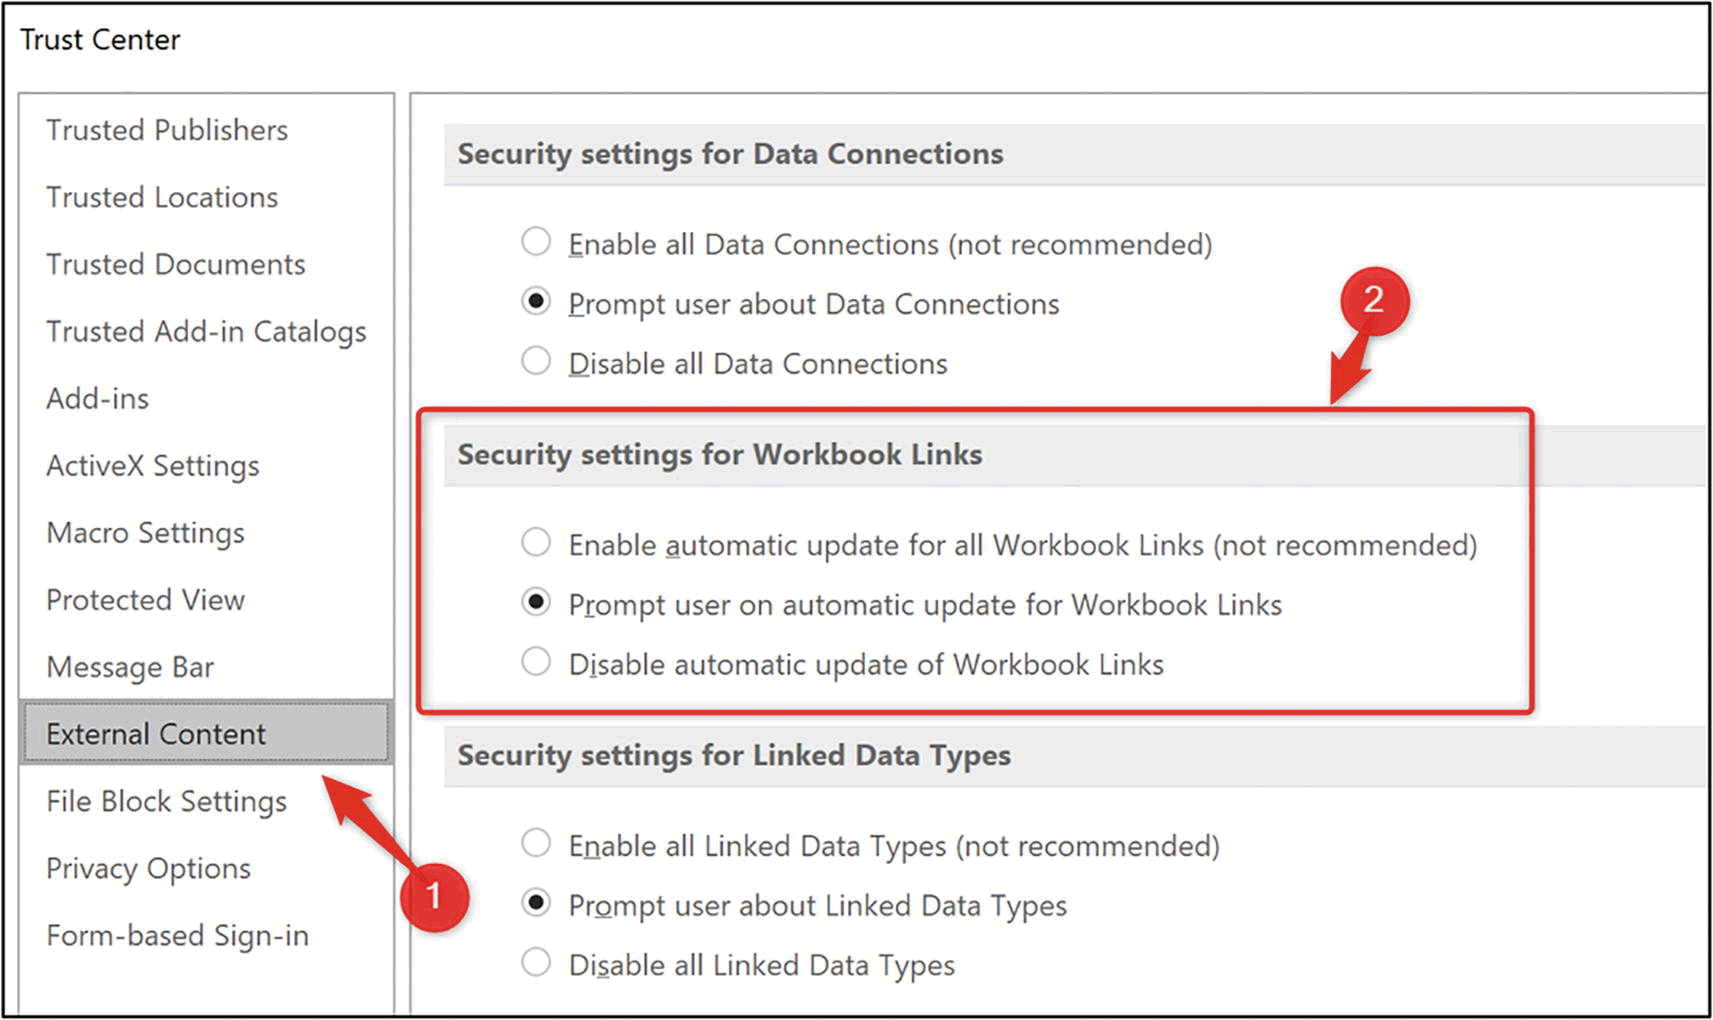 Trust Center
Trusted Publishers
Trusted Locations
Trusted Documents
Trusted Add-in Catalogs
Add-ins
ActiveX Settings
Macro Settings
Protected View
Message Bar
External Content
File Block Settings
Privacy Options
Form-based Sign-in
1
Security settings for Data Connections
Enable all Data Connections (not recommended)
Prompt user about Data Connections
Disable all Data Connections
2
Security settings for Workbook Links
Enable automatic update for all Workbook Links (not recommended)
Prompt user on automatic update for Workbook Links
Disable automatic update of Workbook Links
Security settings for Linked Data Types
Enable all Linked Data Types (not recommended)
Prompt user about Linked Data Types
Disable all Linked Data Types